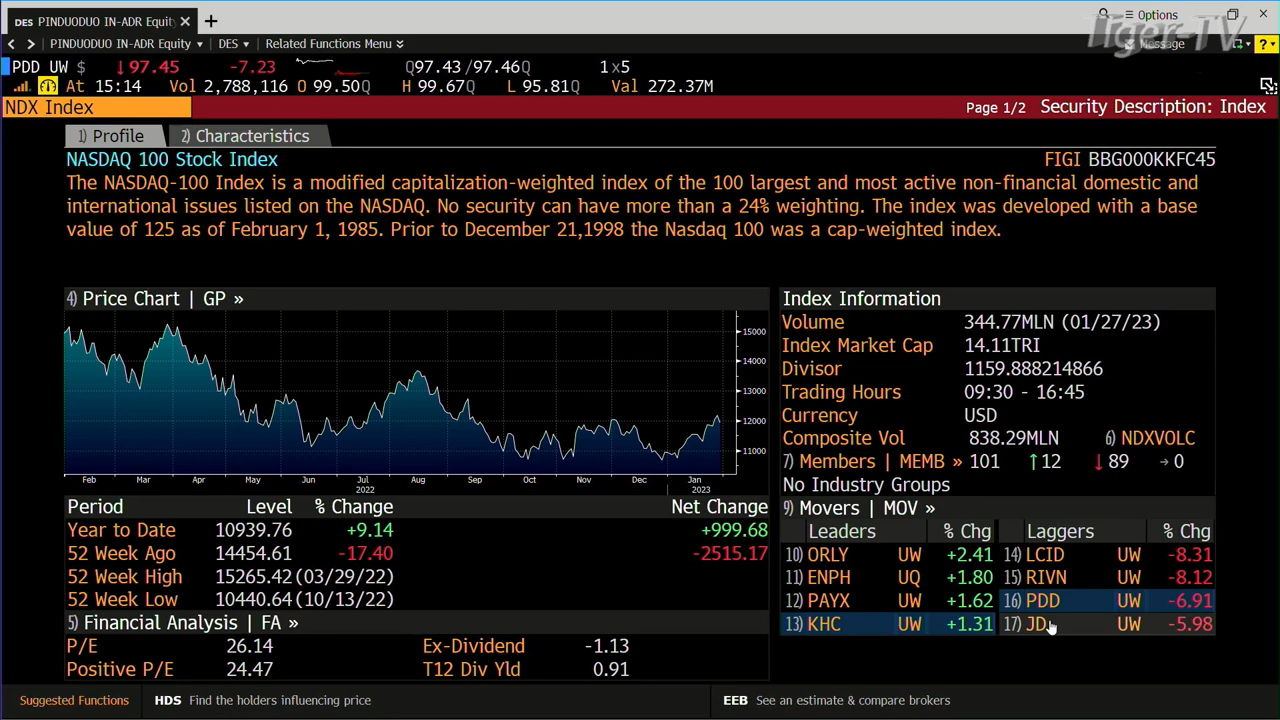 DES PINDUODUO IN-ADR Equity × +
Options
< > PINDUODUO IN-ADR Equity ▾ DES ▾ Related Functions Menu
Message
Tiger-TV
PDD UW $ ↓97.45 -7.23 Q97.43/97.46Q 1x5
At 15:14 Vol 2,788,116 O 99.50Q H 99.67Q L 95.81Q Val 272.37M
NDX Index Page 1/2 Security Description: Index
1) Profile 2) Characteristics
NASDAQ 100 Stock Index FIGI BBG000KKFC45
The NASDAQ-100 Index is a modified capitalization-weighted index of the 100 largest and most active non-financial domestic and
international issues listed on the NASDAQ. No security can have more than a 24% weighting. The index was developed with a base
value of 125 as of February 1, 1985. Prior to December 21,1998 the Nasdaq 100 was a cap-weighted index.
4) Price Chart | GP »
15000
14000
13000
12000
11000
Feb Mar Apr May Jun Jul Aug Sep Oct Nov Dec Jan
2022 2023
Period Level % Change Net Change
Year to Date 10939.76 +9.14 +999.68
52 Week Ago 14454.61 -17.40 -2515.17
52 Week High 15265.42 (03/29/22)
52 Week Low 10440.64 (10/13/22)
5) Financial Analysis | FA »
P/E 26.14 Ex-Dividend -1.13
Positive P/E 24.47 T12 Div Yld 0.91
Index Information
Volume 344.77MLN (01/27/23)
Index Market Cap 14.11TRI
Divisor 1159.888214866
Trading Hours 09:30 - 16:45
Currency USD
Composite Vol 838.29MLN 6) NDXVOLC
7) Members | MEMB » 101 ↑12 ↓89 →0
No Industry Groups
9) Movers | MOV »
Leaders % Chg Laggers % Chg
10) ORLY UW +2.41 14) LCID UW -8.31
11) ENPH UQ +1.80 15) RIVN UW -8.12
12) PAYX UW +1.62 16) PDD UW -6.91
13) KHC UW +1.31 17) JD UW -5.98
Suggested Functions HDS Find the holders influencing price EEB See an estimate & compare brokers